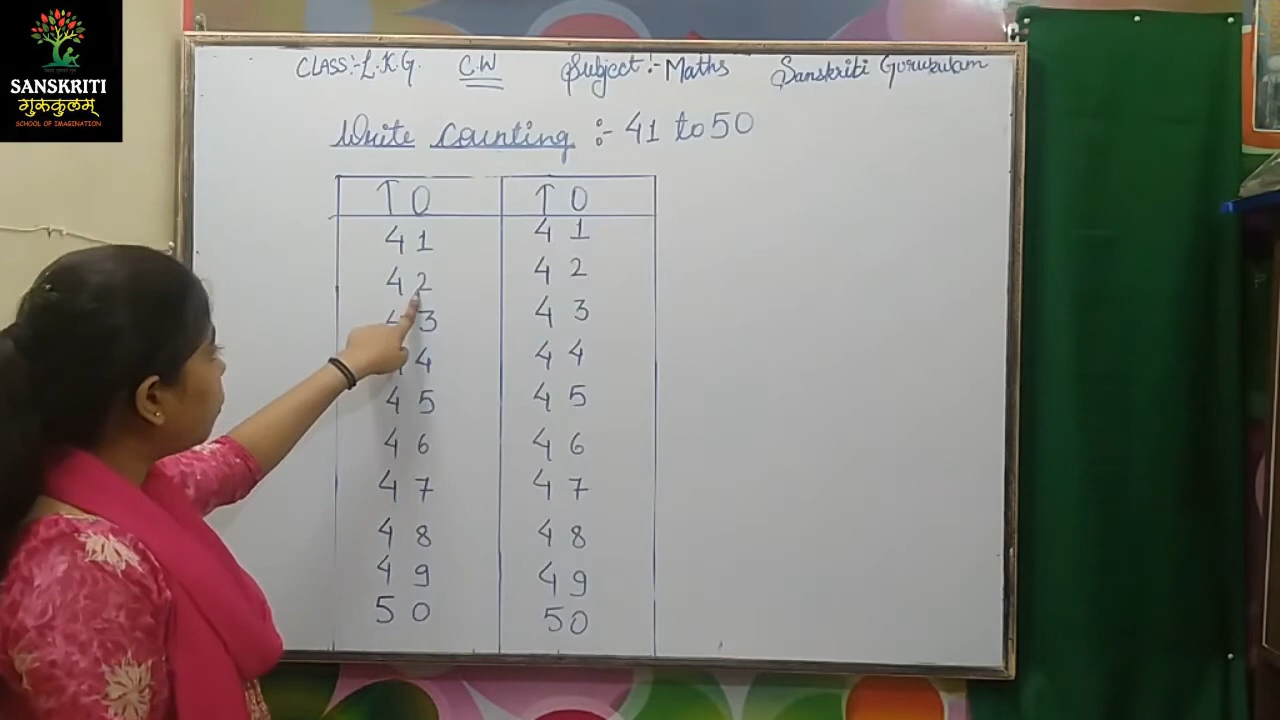 SANSKRITI
गुरुकुलम्
SCHOOL OF IMAGINATION
CLASS:- L.K.G. C.W Subject:- Maths Sanskriti Gurukulam
Write counting :- 41 to 50
T O T O
4 1 4 1
4 2 4 2
4 3 4 3
4 4 4 4
4 5 4 5
4 6 4 6
4 7 4 7
4 8 4 8
4 9 4 9
5 0 5 0